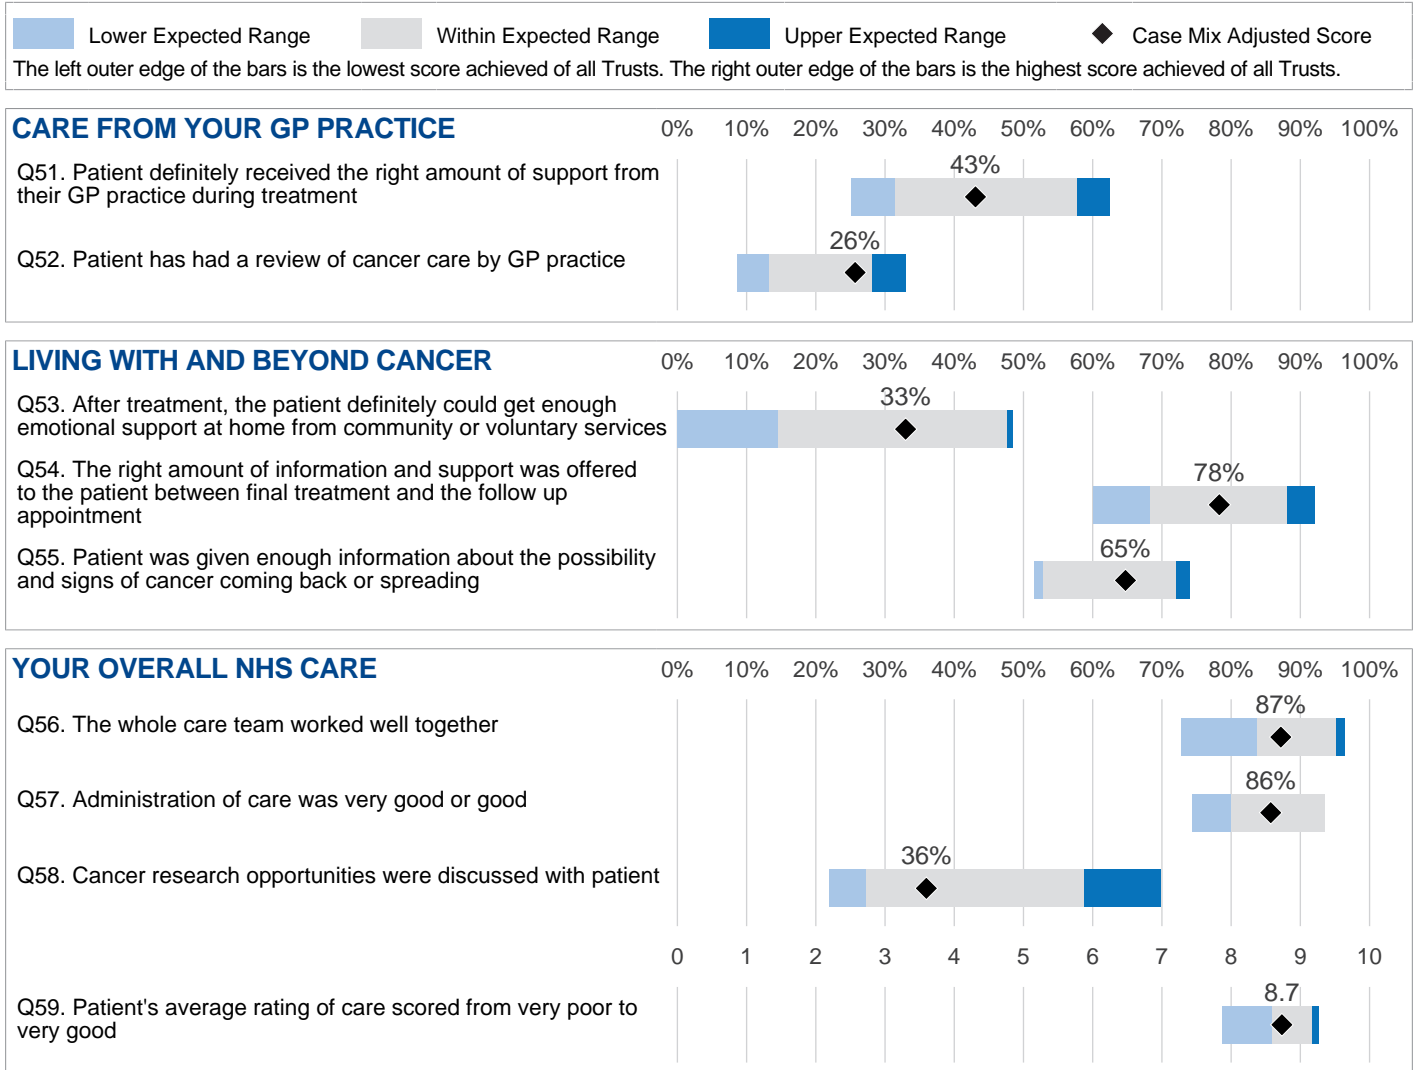 Lower Expected Range Within Expected Range Upper Expected Range Case Mix Adjusted Score
The left outer edge of the bars is the lowest score achieved of all Trusts. The right outer edge of the bars is the highest score achieved of all Trusts.
CARE FROM YOUR GP PRACTICE 0% 10% 20% 30% 40% 50% 60% 70% 80% 90% 100%
43%
Q51. Patient definitely received the right amount of support from
their GP practice during treatment
26%
Q52. Patient has had a review of cancer care by GP practice
LIVING WITH AND BEYOND CANCER 0% 10% 20% 30% 40% 50% 60% 70% 80% 90% 100%
33%
Q53. After treatment, the patient definitely could get enough
emotional support at home from community or voluntary services
Q54. The right amount of information and support was offered
78%
to the patient between final treatment and the follow up
appointment
65%
Q55. Patient was given enough information about the possibility
and signs of cancer coming back or spreading
YOUR OVERALL NHS CARE 0% 10% 20% 30% 40% 50% 60% 70% 80% 90% 100%
87%
Q56. The whole care team worked well together
86%
Q57. Administration of care was very good or good
36%
Q58. Cancer research opportunities were discussed with patient
0 1 2 3 4 5 6 7 8 9 10
8.7
Q59. Patient's average rating of care scored from very poor to
very good